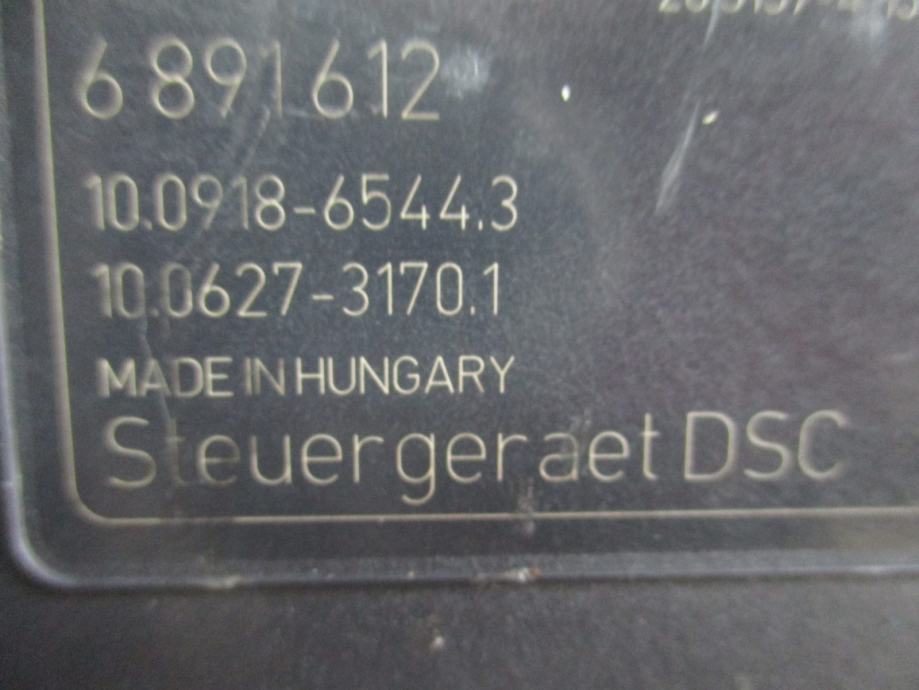 6 891 612
10.0918-6544.3
10.0627-3170.1
MADE IN HUNGARY
Steuergeraet DSC